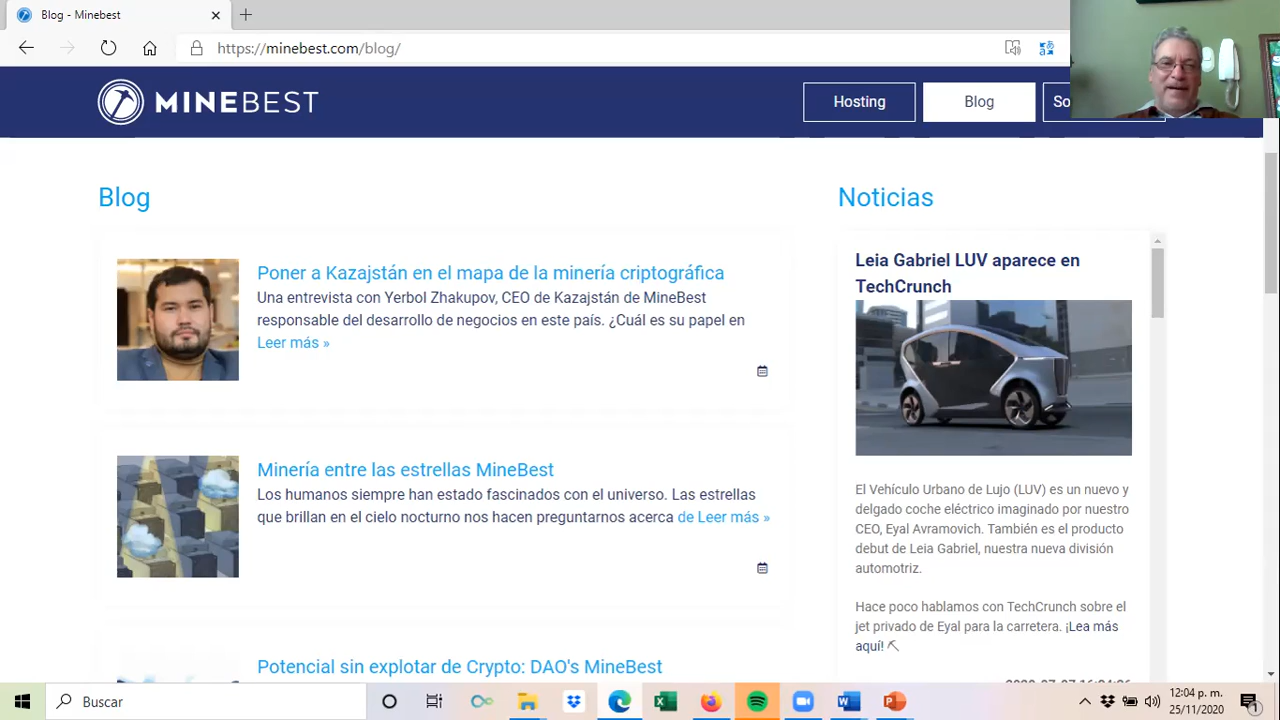 Blog - Minebest
https://minebest.com/blog/
MINEBEST
Hosting
Blog
So
Blog
Noticias
Poner a Kazajstán en el mapa de la minería criptográfica
Una entrevista con Yerbol Zhakupov, CEO de Kazajstán de MineBest
responsable del desarrollo de negocios en este país. ¿Cuál es su papel en
Leer más »
Minería entre las estrellas MineBest
Los humanos siempre han estado fascinados con el universo. Las estrellas
que brillan en el cielo nocturno nos hacen preguntarnos acerca de Leer más »
Potencial sin explotar de Crypto: DAO's MineBest
Leia Gabriel LUV aparece en
TechCrunch
El Vehículo Urbano de Lujo (LUV) es un nuevo y
delgado coche eléctrico imaginado por nuestro
CEO, Eyal Avramovich. También es el producto
debut de Leia Gabriel, nuestra nueva división
automotriz.
Hace poco hablamos con TechCrunch sobre el
jet privado de Eyal para la carretera. ¡Lea más
aquí! ⛏
Buscar
12:04 p. m.
25/11/2020